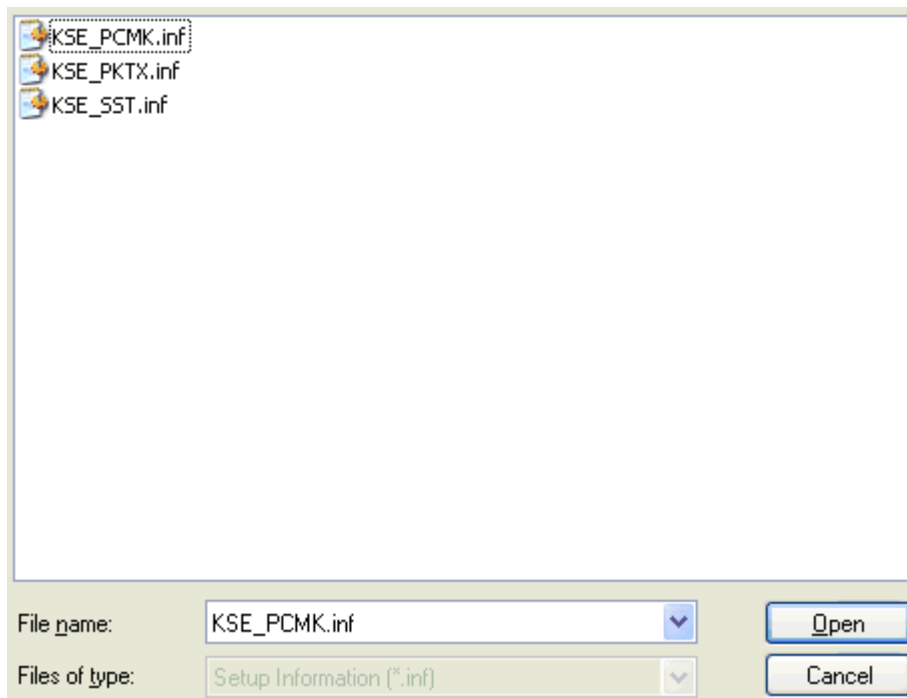 KSE_PCMK.inf
KSE_PKTX.inf
KSE_SST.inf
File name: KSE_PCMK.inf Open
Files of type: Setup Information (*.inf) Cancel